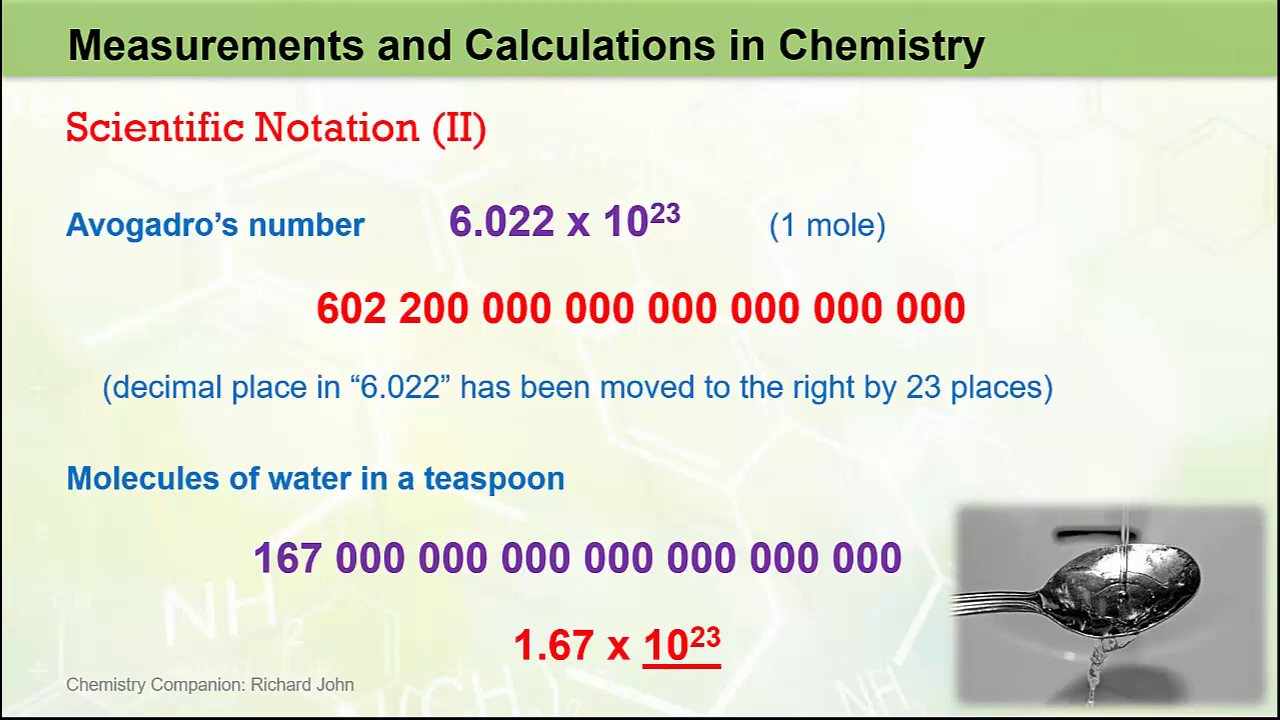 Measurements and Calculations in Chemistry
Scientific Notation (II)
Avogadro’s number 6.022 x 10²³ (1 mole)
602 200 000 000 000 000 000 000
(decimal place in “6.022” has been moved to the right by 23 places)
Molecules of water in a teaspoon
167 000 000 000 000 000 000 000
1.67 x 10²³
NH₂
Chemistry Companion: Richard John
NH